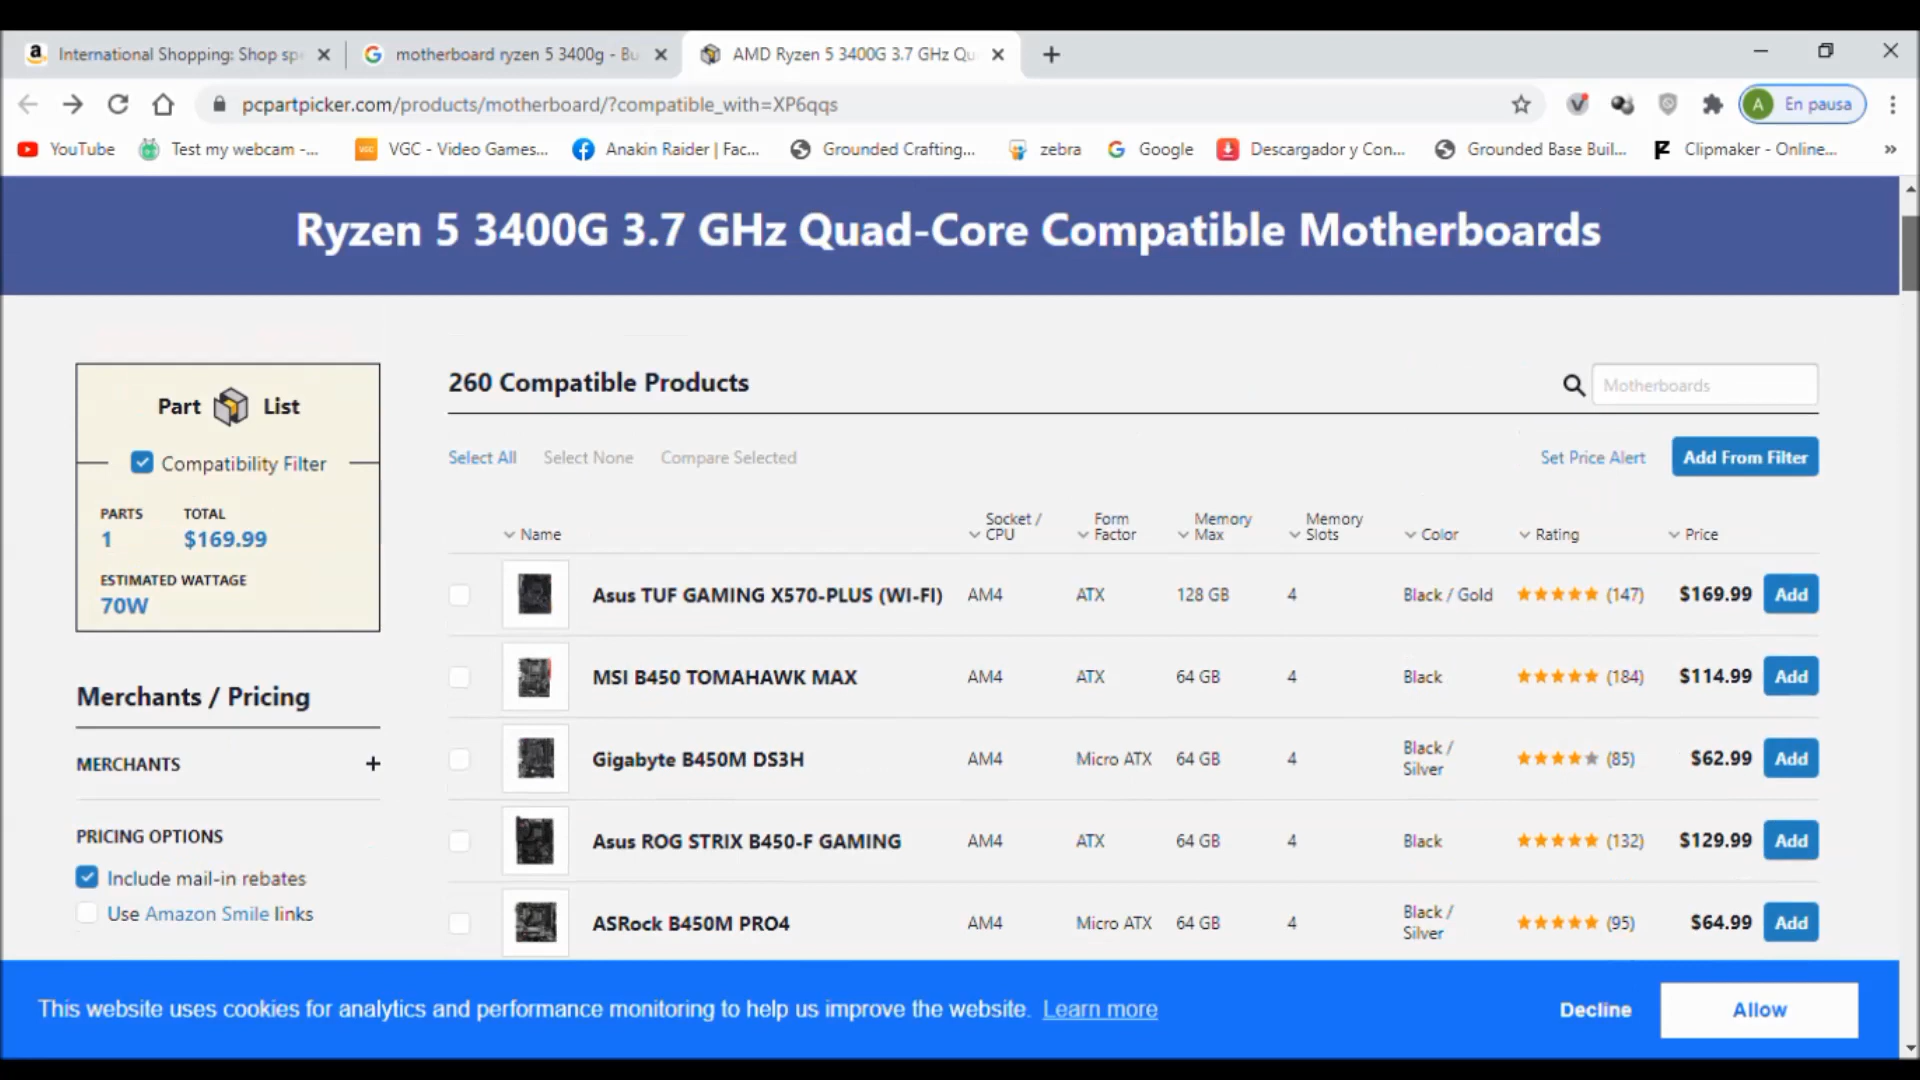 International Shopping: Shop sp
motherboard ryzen 5 3400g - Bu
AMD Ryzen 5 3400G 3.7 GHz Qu
pcpartpicker.com/products/motherboard/?compatible_with=XP6qqs
A En pausa
YouTube
Test my webcam -...
VGC - Video Games...
Anakin Raider | Fac...
Grounded Crafting...
zebra
Google
Descargador y Con...
Grounded Base Buil...
Clipmaker - Online...
»
Ryzen 5 3400G 3.7 GHz Quad-Core Compatible Motherboards
Part List
Compatibility Filter
PARTS TOTAL
1 $169.99
ESTIMATED WATTAGE
70W
Merchants / Pricing
MERCHANTS +
PRICING OPTIONS
Include mail-in rebates
Use Amazon Smile links
260 Compatible Products
Motherboards
Select All Select None Compare Selected Set Price Alert Add From Filter
Name Socket / CPU Form Factor Memory Max Memory Slots Color Rating Price
Asus TUF GAMING X570-PLUS (WI-FI) AM4 ATX 128 GB 4 Black / Gold (147) $169.99 Add
MSI B450 TOMAHAWK MAX AM4 ATX 64 GB 4 Black (184) $114.99 Add
Gigabyte B450M DS3H AM4 Micro ATX 64 GB 4 Black / Silver (85) $62.99 Add
Asus ROG STRIX B450-F GAMING AM4 ATX 64 GB 4 Black (132) $129.99 Add
ASRock B450M PRO4 AM4 Micro ATX 64 GB 4 Black / Silver (95) $64.99 Add
This website uses cookies for analytics and performance monitoring to help us improve the website. Learn more
Decline
Allow